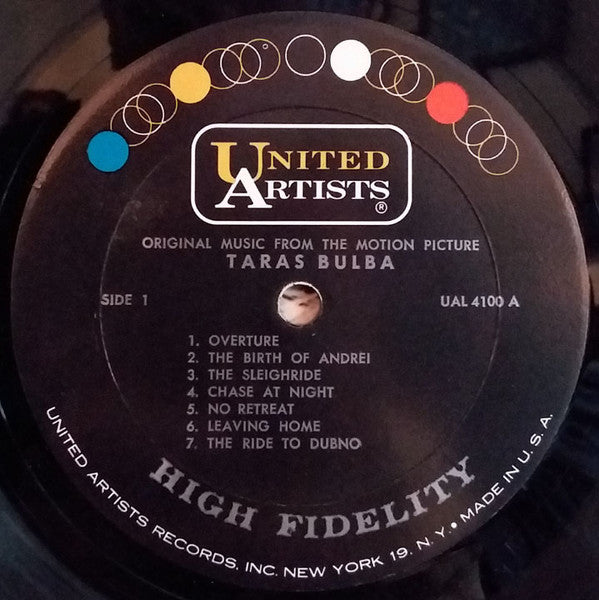 UNITED
ARTISTS
®
ORIGINAL MUSIC FROM THE MOTION PICTURE
TARAS BULBA
SIDE 1
UAL 4100 A
1. OVERTURE
2. THE BIRTH OF ANDREI
3. THE SLEIGHRIDE
4. CHASE AT NIGHT
5. NO RETREAT
6. LEAVING HOME
7. THE RIDE TO DUBNO
HIGH FIDELITY
UNITED ARTISTS RECORDS, INC. NEW YORK 19, N.Y. • MADE IN U.S.A.